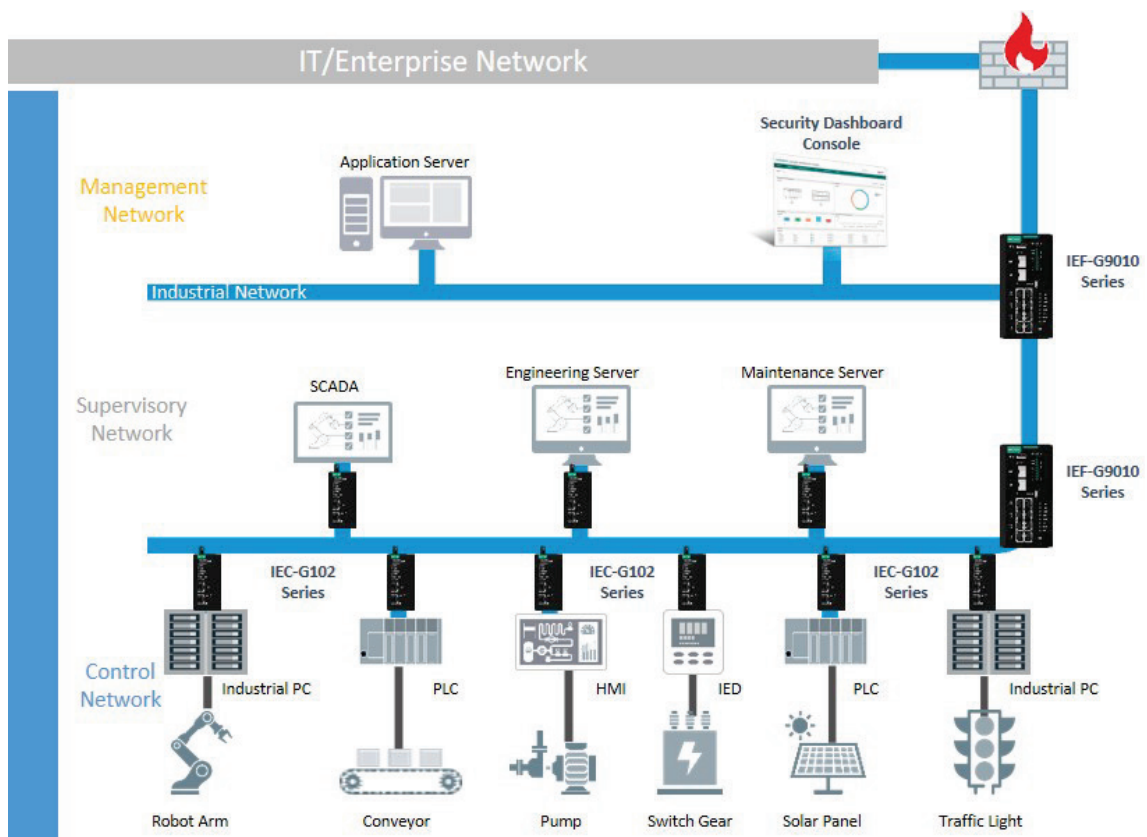 IT/Enterprise Network
Security Dashboard
Console
Application Server
Management
Network
IEF-G9010
Series
Industrial Network
Engineering Server
Maintenance Server
SCADA
Supervisory
Network
IEF-G9010
Series
IEC-G102
Series
IEC-G102
Series
IEC-G102
Series
Control
Network
Industrial PC
PLC
HMI
IED
PLC
Industrial PC
Robot Arm
Conveyor
Pump
Switch Gear
Solar Panel
Traffic Light